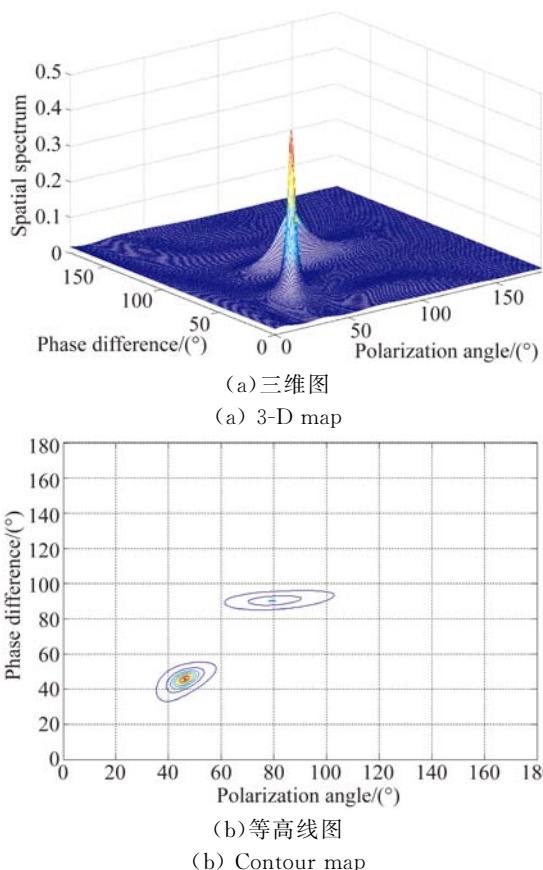 0.5
0.4
0.3
0.2
0.1
0
Spatial spectrum
150
100
50
0
Phase difference/(°)
0
50
100
150
Polarization angle/(°)
(a)三维图
(a) 3-D map
180
160
140
120
100
80
60
40
20
0
Phase difference/(°)
0 20 40 60 80 100 120 140 160 180
Polarization angle/(°)
(b)等高线图
(b) Contour map